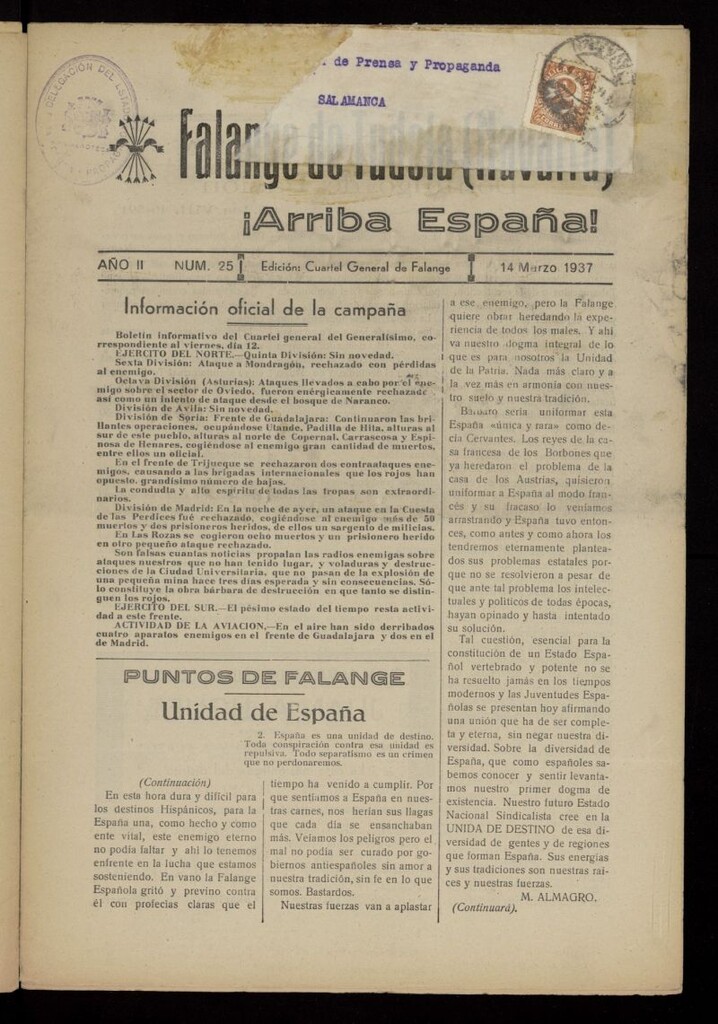 de Prensa y Propaganda
SALAMANCA
DELEGACIÓN DEL ESTADO
Falange de Tudela (Navarra)
¡Arriba España!
AÑO II NUM. 25 Edición: Cuartel General de Falange 14 Marzo 1937
Información oficial de la campaña
Boletín informativo del Cuartel general del Generalísimo, co-
rrespondiente al viernes, día 12.
EJERCITO DEL NORTE.—Quinta División: Sin novedad.
Sexta División: Ataque a Mondragón, rechazado con pérdidas
al enemigo.
Octava División (Asturias): Ataques llevados a cabo por el ene-
migo sobre el sector de Oviedo, fueron enérgicamente rechazados
así como un intento de ataque desde el bosque de Naranco.
División de Avila: Sin novedad.
División de Soria: Frente de Guadalajara: Continuaron las bri-
llantes operaciones, ocupándose Utande, Padilla de Hita, alturas al
sur de este pueblo, alturas al norte de Copernal, Carrascosa y Espi-
nosa de Henares, cogiéndose al enemigo gran cantidad de muertos,
entre ellos un oficial.
En el frente de Trijueque se rechazaron dos contraataques ene-
migos, causando a las brigadas internacionales que los rojos han
opuesto, grandísimo número de bajas.
La conducta y alto espíritu de todas las tropas son extraordi-
narios.
División de Madrid: En la noche de ayer, un ataque en la Cuesta
de las Perdices fué rechazado, cogiéndose al enemigo más de 50
muertos y dos prisioneros heridos, de ellos un sargento de milicias.
En Las Rozas se cogieron ocho muertos y un prisionero herido
en otro pequeño ataque rechazado.
Son falsas cuantas noticias propalan las radios enemigas sobre
ataques nuestros que no han tenido lugar, y voladuras y destruc-
ciones de la Ciudad Universitaria, que no pasan de la explosión de
una pequeña mina hace tres días esperada y sin consecuencias. Só-
lo constituye la obra bárbara de destrucción en que tanto se distin-
guen los rojos.
EJERCITO DEL SUR.—El pésimo estado del tiempo resta activi-
dad a este frente.
ACTIVIDAD DE LA AVIACION.—En el aire han sido derribados
cuatro aparatos enemigos en el frente de Guadalajara y dos en el
de Madrid.
PUNTOS DE FALANGE
Unidad de España
2. España es una unidad de destino.
Toda conspiración contra esa unidad es
repulsiva. Todo separatismo es un crimen
que no perdonaremos.
(Continuación)
En esta hora dura y difícil para
los destinos Hispánicos, para la
España una, como hecho y como
ente vital, este enemigo eterno
no podía faltar y ahí lo tenemos
enfrente en la lucha que estamos
sosteniendo. En vano la Falange
Española gritó y previno contra
él con profecías claras que el
tiempo ha venido a cumplir. Por
que sentíamos a España en nues-
tras carnes, nos herían sus llagas
que cada día se ensanchaban
más. Veíamos los peligros pero el
mal no podía ser curado por go-
biernos antiespañoles sin amor a
nuestra tradición, sin fe en lo que
somos. Bastardos.
Nuestras fuerzas van a aplastar
a ese enemigo, pero la Falange
quiere obrar heredando la expe-
riencia de todos los males. Y ahí
va nuestro dogma integral de lo
que es para nosotros la Unidad
de la Patria. Nada más claro y a
la vez más en armonía con nues-
tro suelo y nuestra tradición.
Bárbaro sería uniformar esta
España «única y rara» como de-
cía Cervantes. Los reyes de la ca-
sa francesa de los Borbones que
ya heredaron el problema de la
casa de los Austrias, quisieron
uniformar a España al modo fran-
cés y su fracaso lo veníamos
arrastrando y España tuvo enton-
ces, como antes y como ahora los
tendremos eternamente plantea-
dos sus problemas estatales por-
que no se resolvieron a pesar de
que ante tal problema los intelec-
tuales y políticos de todas épocas,
hayan opinado y hasta intentado
su solución.
Tal cuestión, esencial para la
constitución de un Estado Espa-
ñol vertebrado y potente no se
ha resuelto jamás en los tiempos
modernos y las Juventudes Espa-
ñolas se presentan hoy afirmando
una unión que ha de ser comple-
ta y eterna, sin negar nuestra di-
versidad. Sobre la diversidad de
España, que como españoles sa-
bemos conocer y sentir levanta-
mos nuestro primer dogma de
existencia. Nuestro futuro Estado
Nacional Sindicalista cree en la
UNIDA DE DESTINO de esa di-
versidad de gentes y de regiones
que forman España. Sus energías
y sus tradiciones son nuestras raí-
ces y nuestras fuerzas.
M. ALMAGRO.
(Continuará).